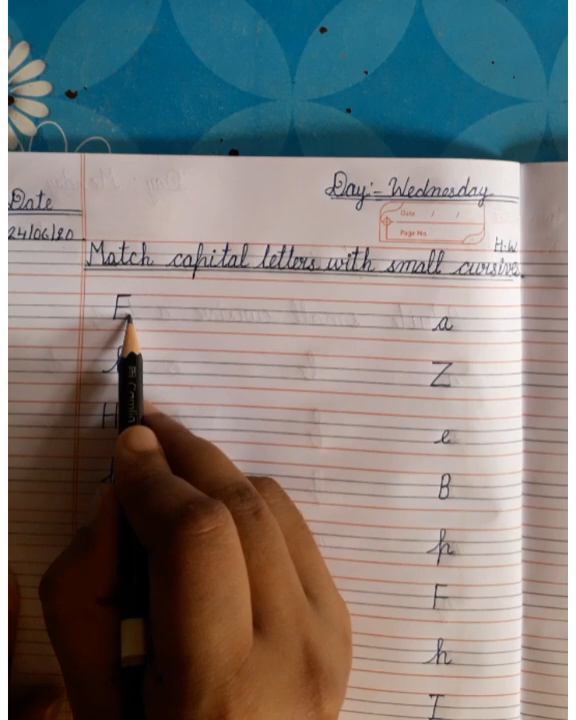 Day:- Wednesday
Date
Date / /
Page No.
24/06/20
H.W
Match capital letters with small cursive.
E
a
Z
H
e
B
p
F
h
I